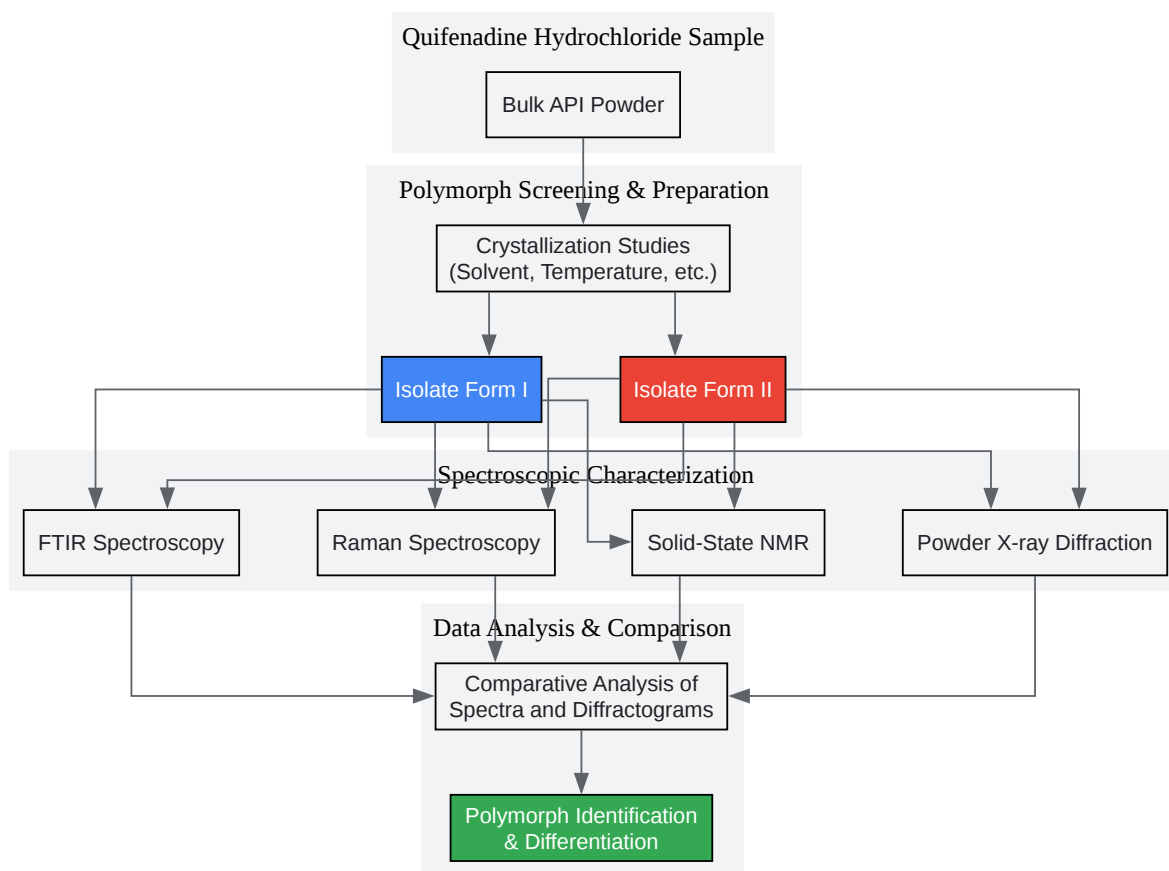 Quifenadine Hydrochloride Sample
Bulk API Powder
Polymorph Screening & Preparation
Crystallization Studies
(Solvent, Temperature, etc.)
Isolate Form I
Isolate Form II
Spectroscopic Characterization
FTIR Spectroscopy
Raman Spectroscopy
Solid-State NMR
Powder X-ray Diffraction
Data Analysis & Comparison
Comparative Analysis of
Spectra and Diffractograms
Polymorph Identification
& Differentiation